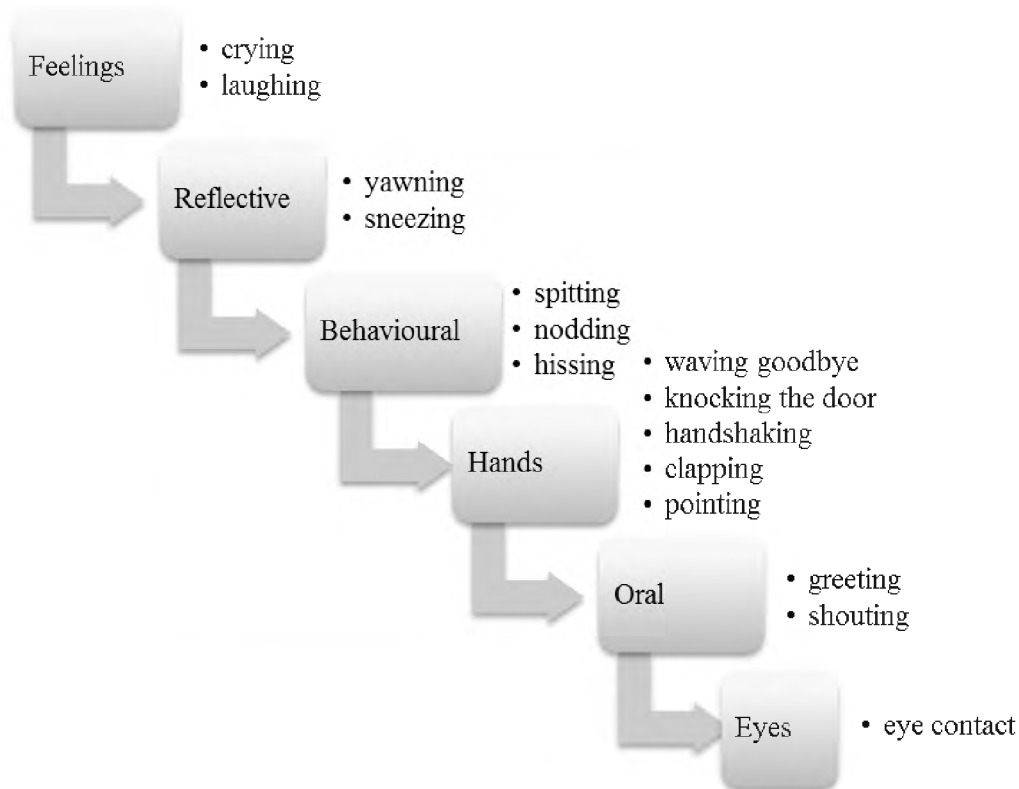 Feelings
• crying
• laughing
Reflective
• yawning
• sneezing
Behavioural
• spitting
• nodding
• hissing
Hands
• waving goodbye
• knocking the door
• handshaking
• clapping
• pointing
Oral
• greeting
• shouting
Eyes
• eye contact